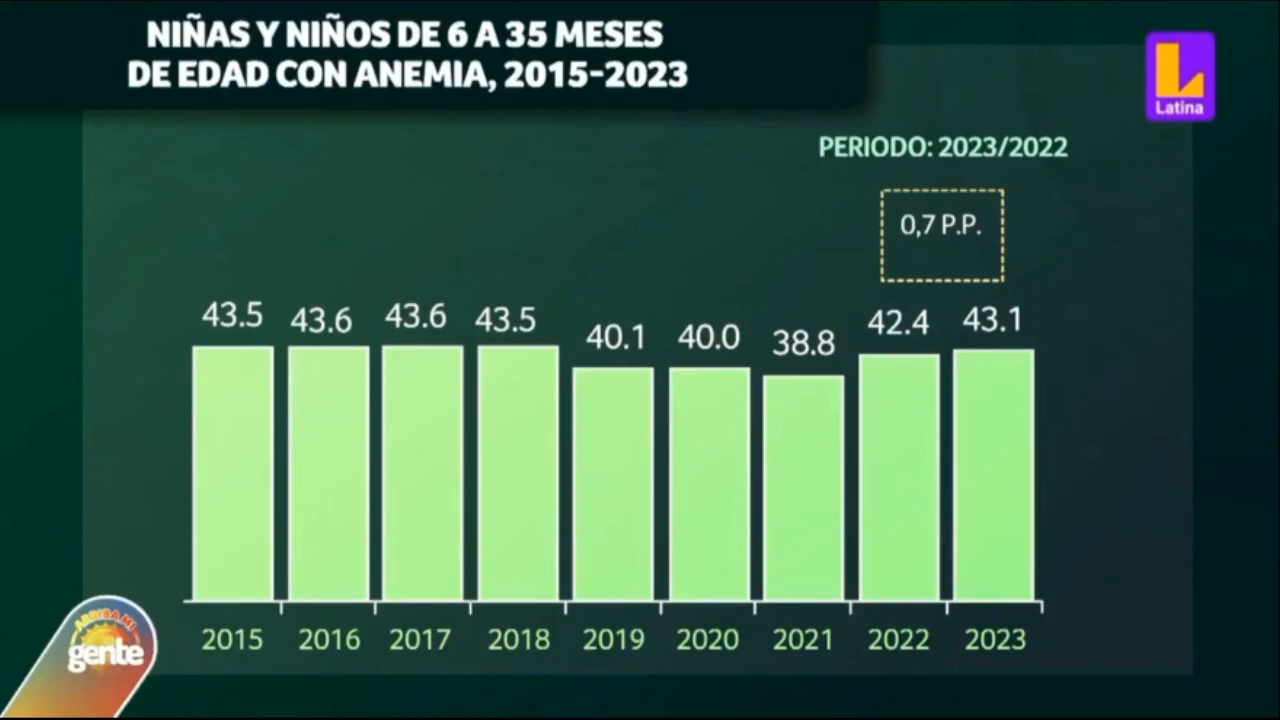 NIÑAS Y NIÑOS DE 6 A 35 MESES
DE EDAD CON ANEMIA, 2015-2023
Latina
PERIODO: 2023/2022
0,7 P.P.
43.5 43.6 43.6 43.5 40.1 40.0 38.8 42.4 43.1
2015 2016 2017 2018 2019 2020 2021 2022 2023
ARRIBA MI
gente